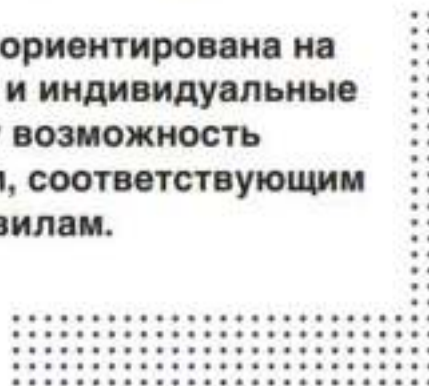 ориентирована на
и индивидуальные
возможность
, соответствующим
вилам.